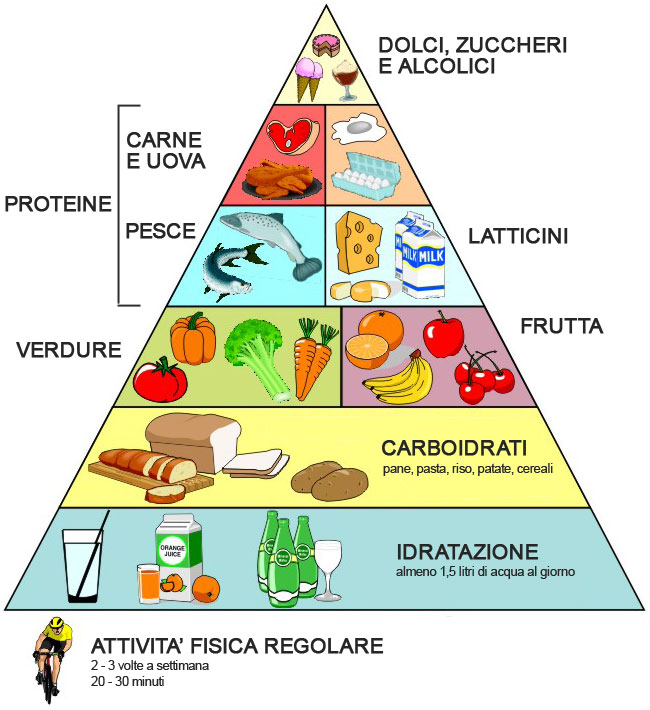 DOLCI, ZUCCHERI
E ALCOLICI
CARNE
E UOVA
PROTEINE
PESCE
LATTICINI
MILK
MILK
FRUTTA
VERDURE
CARBOIDRATI
pane, pasta, riso, patate, cereali
ORANGE
JUICE
IDRATAZIONE
almeno 1,5 litri di acqua al giorno
ATTIVITA' FISICA REGOLARE
2 - 3 volte a settimana
20 - 30 minuti